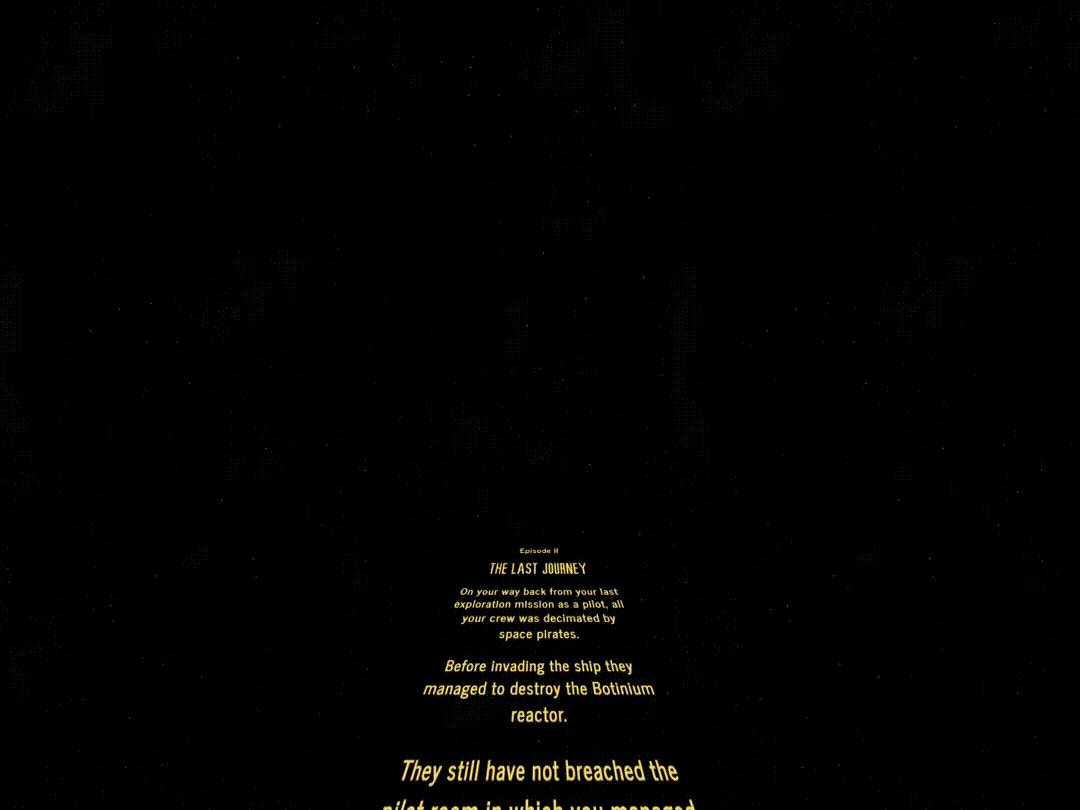 Episode II
THE LAST JOURNEY
On your way back from your last
exploration mission as a pilot, all
your crew was decimated by
space pirates.
Before invading the ship they
managed to destroy the Botinium
reactor.
They still have not breached the
pilot room in which you managed